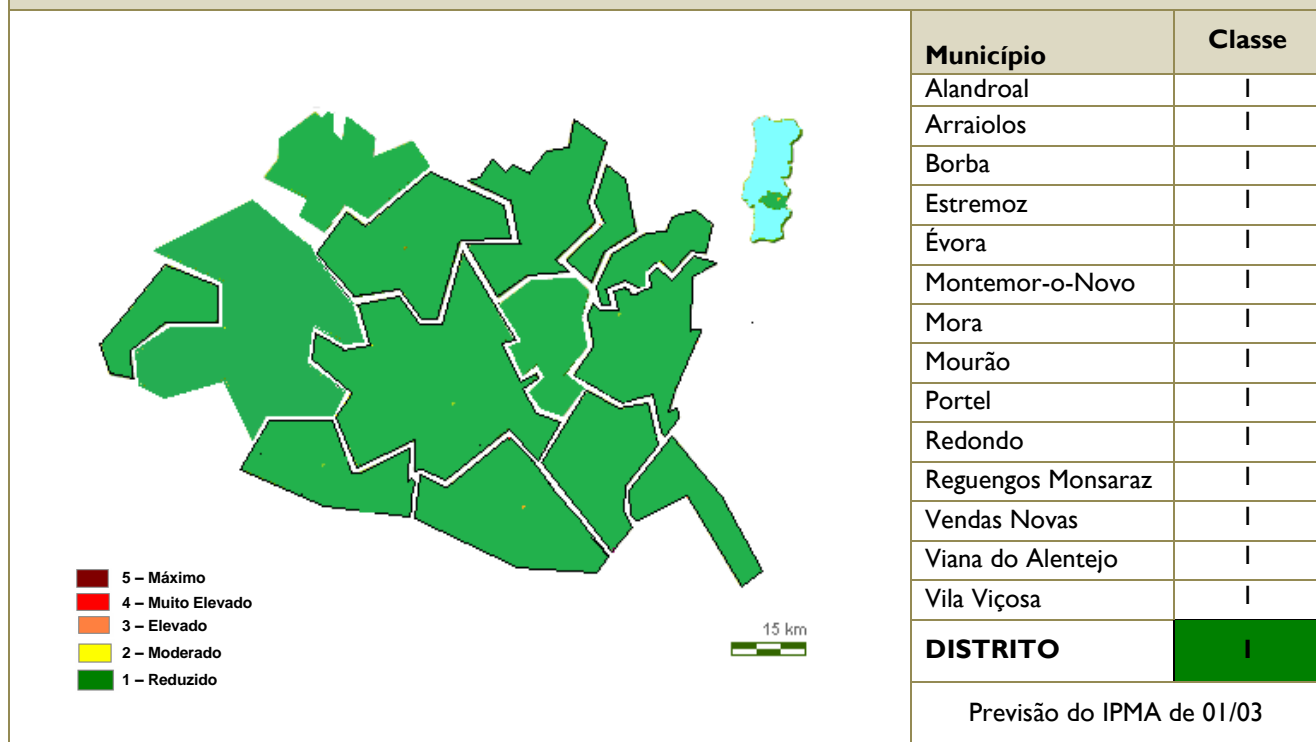 Município Classe
Alandroal 1
Arraiolos 1
Borba 1
Estremoz 1
Évora 1
Montemor-o-Novo 1
Mora 1
Mourão 1
Portel 1
Redondo 1
Reguengos Monsaraz 1
Vendas Novas 1
Viana do Alentejo 1
Vila Viçosa 1
DISTRITO 1
Previsão do IPMA de 01/03
5 – Máximo
4 – Muito Elevado
3 – Elevado
2 – Moderado
1 – Reduzido
15 km